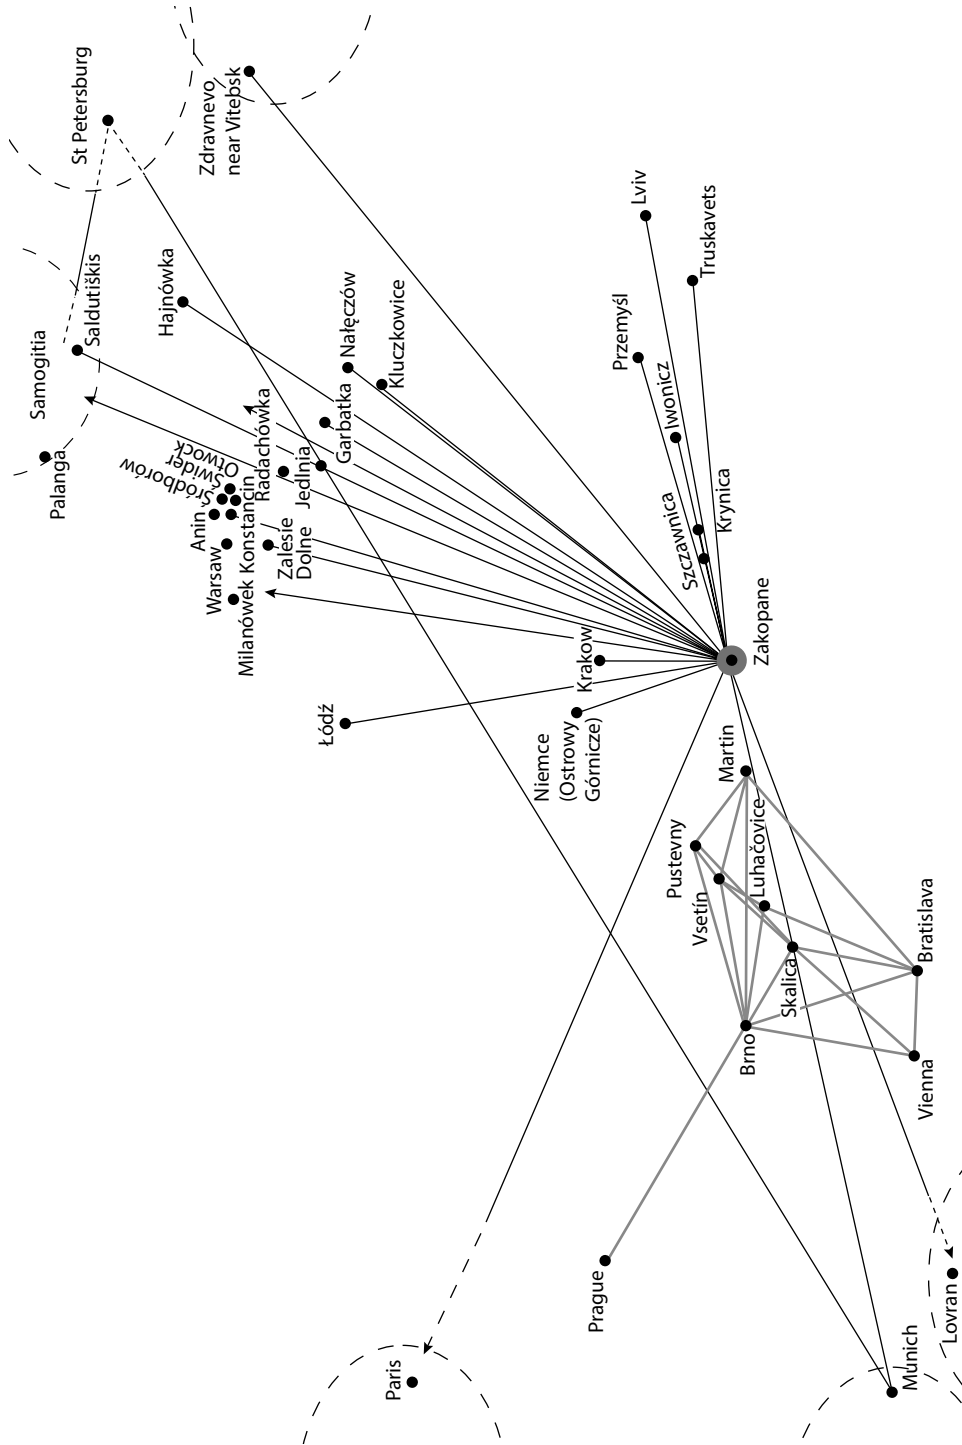 St Petersburg
Zdravnevo
near Vitebsk
Samogitia
Saldutiškis
Palanga
Hajnówka
Nałęczów
Kluczkowice
Garbatka
Radachówka
Jedlnia
Otwock
Świder
Śródborów
Anin
Konstancin
Warsaw
Zalesie
Dolne
Milanówek
Łódź
Krakow
Niemce
(Ostrowy
Górnicze)
Lviv
Truskavets
Przemyśl
Iwonicz
Krynica
Szczawnica
Zakopane
Martin
Pustevny
Luhačovice
Vsetín
Skalica
Bratislava
Brno
Vienna
Prague
Paris
Munich
Lovran